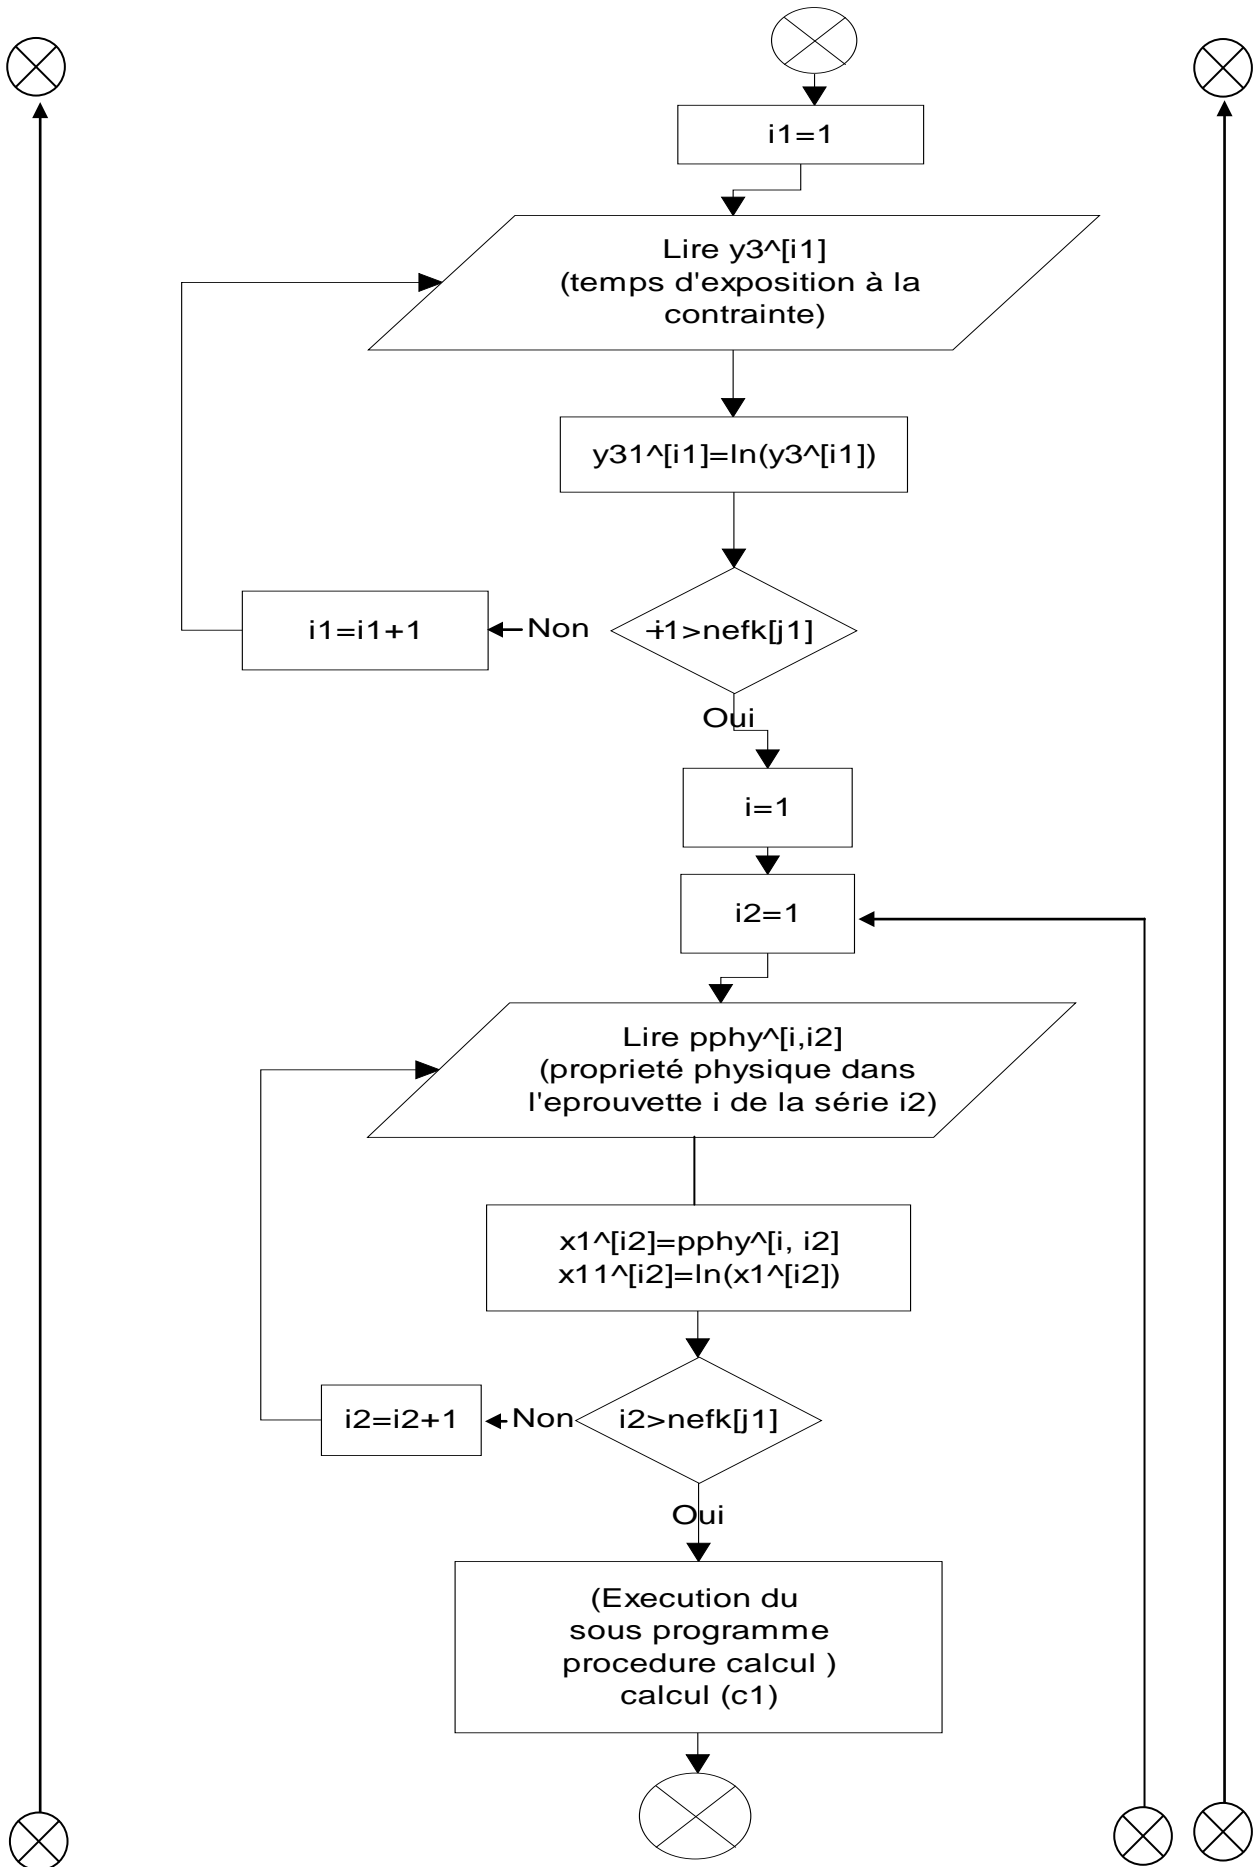 i1=1
Lire y3^[i1]
(temps d'exposition à la
contrainte)
y31^[i1]=ln(y3^[i1])
i1>nefk[j1]
Non
i1=i1+1
Oui
i=1
i2=1
Lire pphy^[i,i2]
(proprieté physique dans
l'eprouvette i de la série i2)
x1^[i2]=pphy^[i, i2]
x11^[i2]=ln(x1^[i2])
i2>nefk[j1]
Non
i2=i2+1
Oui
(Execution du
sous programme
procedure calcul )
calcul (c1)